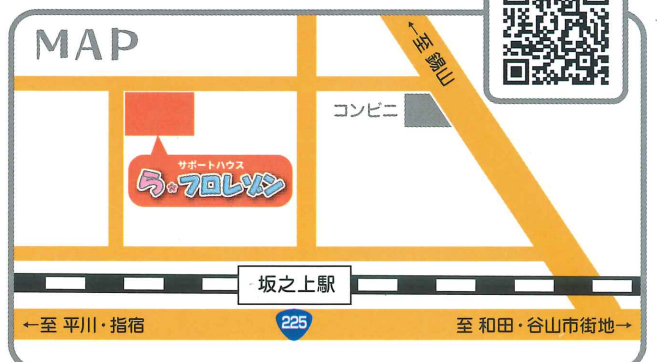 MAP
←至 錫山
コンビニ
サポートハウス
ら☆フロレゾン
坂之上駅
←至 平川・指宿
225
至 和田・谷山市街地→